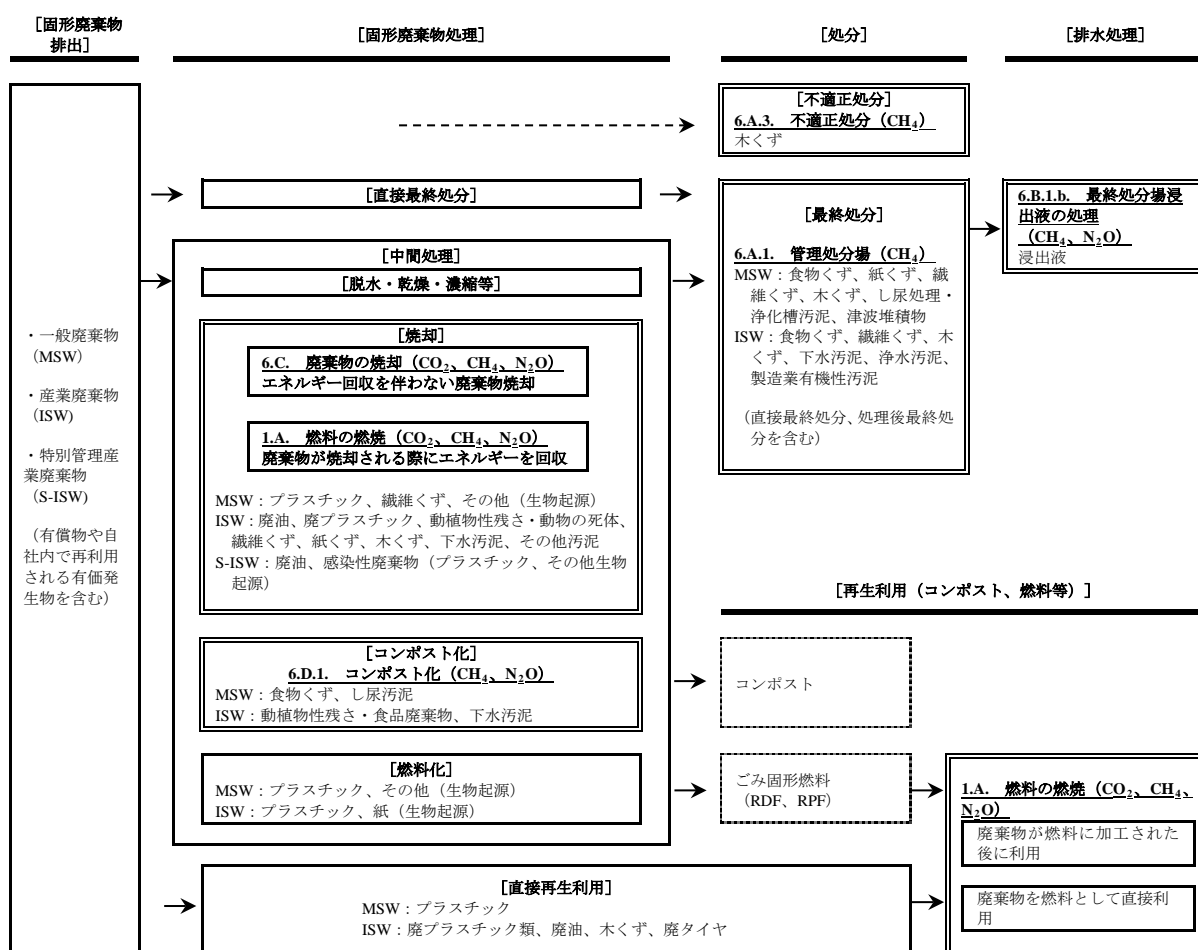 ［固形廃棄物
排出］
［固形廃棄物処理］
［処分］
［排水処理］
・一般廃棄物
（MSW）
・産業廃棄物
（ISW)
・特別管理産
業廃棄物
（S-ISW)
（有償物や自
社内で再利用
される有価発
生物を含む）
［不適正処分］
6.A.3.　不適正処分（CH₄）
木くず
［直接最終処分］
［中間処理］
［脱水・乾燥・濃縮等］
［焼却］
6.C.　廃棄物の焼却（CO₂、CH₄、N₂O）
エネルギー回収を伴わない廃棄物焼却
1.A.　燃料の燃焼（CO₂、CH₄、N₂O）
廃棄物が焼却される際にエネルギーを回収
MSW：プラスチック、繊維くず、その他（生物起源）
ISW：廃油、廃プラスチック、動植物性残さ・動物の死体、
繊維くず、紙くず、木くず、下水汚泥、その他汚泥
S-ISW：廃油、感染性廃棄物（プラスチック、その他生物
起源）
［最終処分］
6.A.1.　管理処分場（CH₄）
MSW：食物くず、紙くず、繊
維くず、木くず、し尿処理・
浄化槽汚泥、津波堆積物
ISW：食物くず、繊維くず、木
くず、下水汚泥、浄水汚泥、
製造業有機性汚泥
（直接最終処分、処理後最終処
分を含む）
6.B.1.b.　最終処分場浸
出液の処理
（CH₄、N₂O）
浸出液
［再生利用（コンポスト、燃料等）］
［コンポスト化］
6.D.1.　コンポスト化（CH₄、N₂O）
MSW：食物くず、し尿汚泥
ISW：動植物性残さ・食品廃棄物、下水汚泥
コンポスト
［燃料化］
MSW：プラスチック、その他（生物起源）
ISW：プラスチック、紙（生物起源）
ごみ固形燃料
（RDF、RPF）
1.A.　燃料の燃焼（CO₂、CH₄、
N₂O）
廃棄物が燃料に加工された
後に利用
廃棄物を燃料として直接利
用
［直接再生利用］
MSW：プラスチック
ISW：廃プラスチック類、廃油、木くず、廃タイヤ